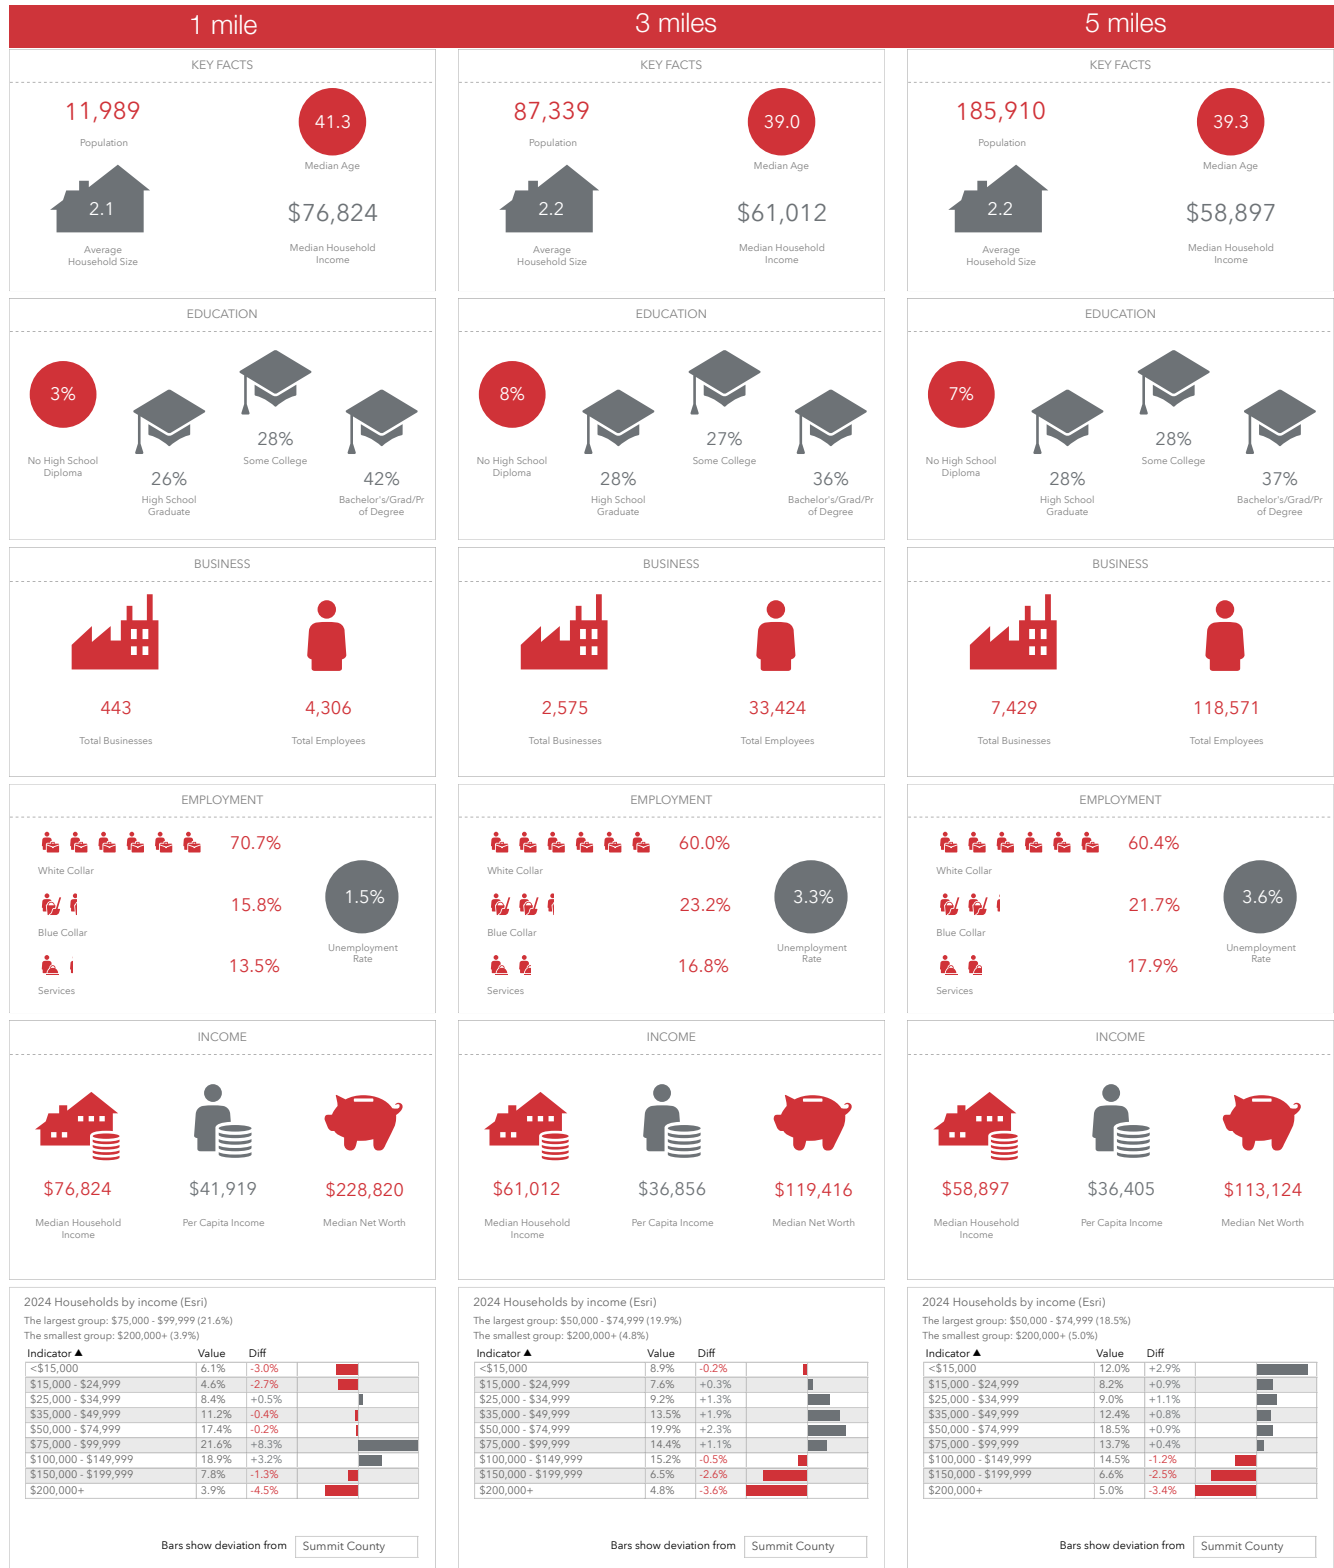 1 mile
3 miles
5 miles
KEY FACTS
11,989
Population
41.3
Median Age
2.1
Average
Household Size
$76,824
Median Household
Income
KEY FACTS
87,339
Population
39.0
Median Age
2.2
Average
Household Size
$61,012
Median Household
Income
KEY FACTS
185,910
Population
39.3
Median Age
2.2
Average
Household Size
$58,897
Median Household
Income
EDUCATION
3%
No High School
Diploma
26%
High School
Graduate
28%
Some College
42%
Bachelor's/Grad/Pr
of Degree
EDUCATION
8%
No High School
Diploma
28%
High School
Graduate
27%
Some College
36%
Bachelor's/Grad/Pr
of Degree
EDUCATION
7%
No High School
Diploma
28%
High School
Graduate
28%
Some College
37%
Bachelor's/Grad/Pr
of Degree
BUSINESS
443
Total Businesses
4,306
Total Employees
BUSINESS
2,575
Total Businesses
33,424
Total Employees
BUSINESS
7,429
Total Businesses
118,571
Total Employees
EMPLOYMENT
70.7%
White Collar
15.8%
Blue Collar
13.5%
Services
1.5%
Unemployment
Rate
EMPLOYMENT
60.0%
White Collar
23.2%
Blue Collar
16.8%
Services
3.3%
Unemployment
Rate
EMPLOYMENT
60.4%
White Collar
21.7%
Blue Collar
17.9%
Services
3.6%
Unemployment
Rate
INCOME
$76,824
Median Household
Income
$41,919
Per Capita Income
$228,820
Median Net Worth
INCOME
$61,012
Median Household
Income
$36,856
Per Capita Income
$119,416
Median Net Worth
INCOME
$58,897
Median Household
Income
$36,405
Per Capita Income
$113,124
Median Net Worth
2024 Households by income (Esri)
The largest group: $75,000 - $99,999 (21.6%)
The smallest group: $200,000+ (3.9%)
Indicator ▲ Value Diff
<$15,000 6.1% -3.0%
$15,000 - $24,999 4.6% -2.7%
$25,000 - $34,999 8.4% +0.5%
$35,000 - $49,999 11.2% -0.4%
$50,000 - $74,999 17.4% -0.2%
$75,000 - $99,999 21.6% +8.3%
$100,000 - $149,999 18.9% +3.2%
$150,000 - $199,999 7.8% -1.3%
$200,000+ 3.9% -4.5%
Bars show deviation from Summit County
2024 Households by income (Esri)
The largest group: $50,000 - $74,999 (19.9%)
The smallest group: $200,000+ (4.8%)
Indicator ▲ Value Diff
<$15,000 8.9% -0.2%
$15,000 - $24,999 7.6% +0.3%
$25,000 - $34,999 9.2% +1.3%
$35,000 - $49,999 13.5% +1.9%
$50,000 - $74,999 19.9% +2.3%
$75,000 - $99,999 14.4% +1.1%
$100,000 - $149,999 15.2% -0.5%
$150,000 - $199,999 6.5% -2.6%
$200,000+ 4.8% -3.6%
Bars show deviation from Summit County
2024 Households by income (Esri)
The largest group: $50,000 - $74,999 (18.5%)
The smallest group: $200,000+ (5.0%)
Indicator ▲ Value Diff
<$15,000 12.0% +2.9%
$15,000 - $24,999 8.2% +0.9%
$25,000 - $34,999 9.0% +1.1%
$35,000 - $49,999 12.4% +0.8%
$50,000 - $74,999 18.5% +0.9%
$75,000 - $99,999 13.7% +0.4%
$100,000 - $149,999 14.5% -1.2%
$150,000 - $199,999 6.6% -2.5%
$200,000+ 5.0% -3.4%
Bars show deviation from Summit County